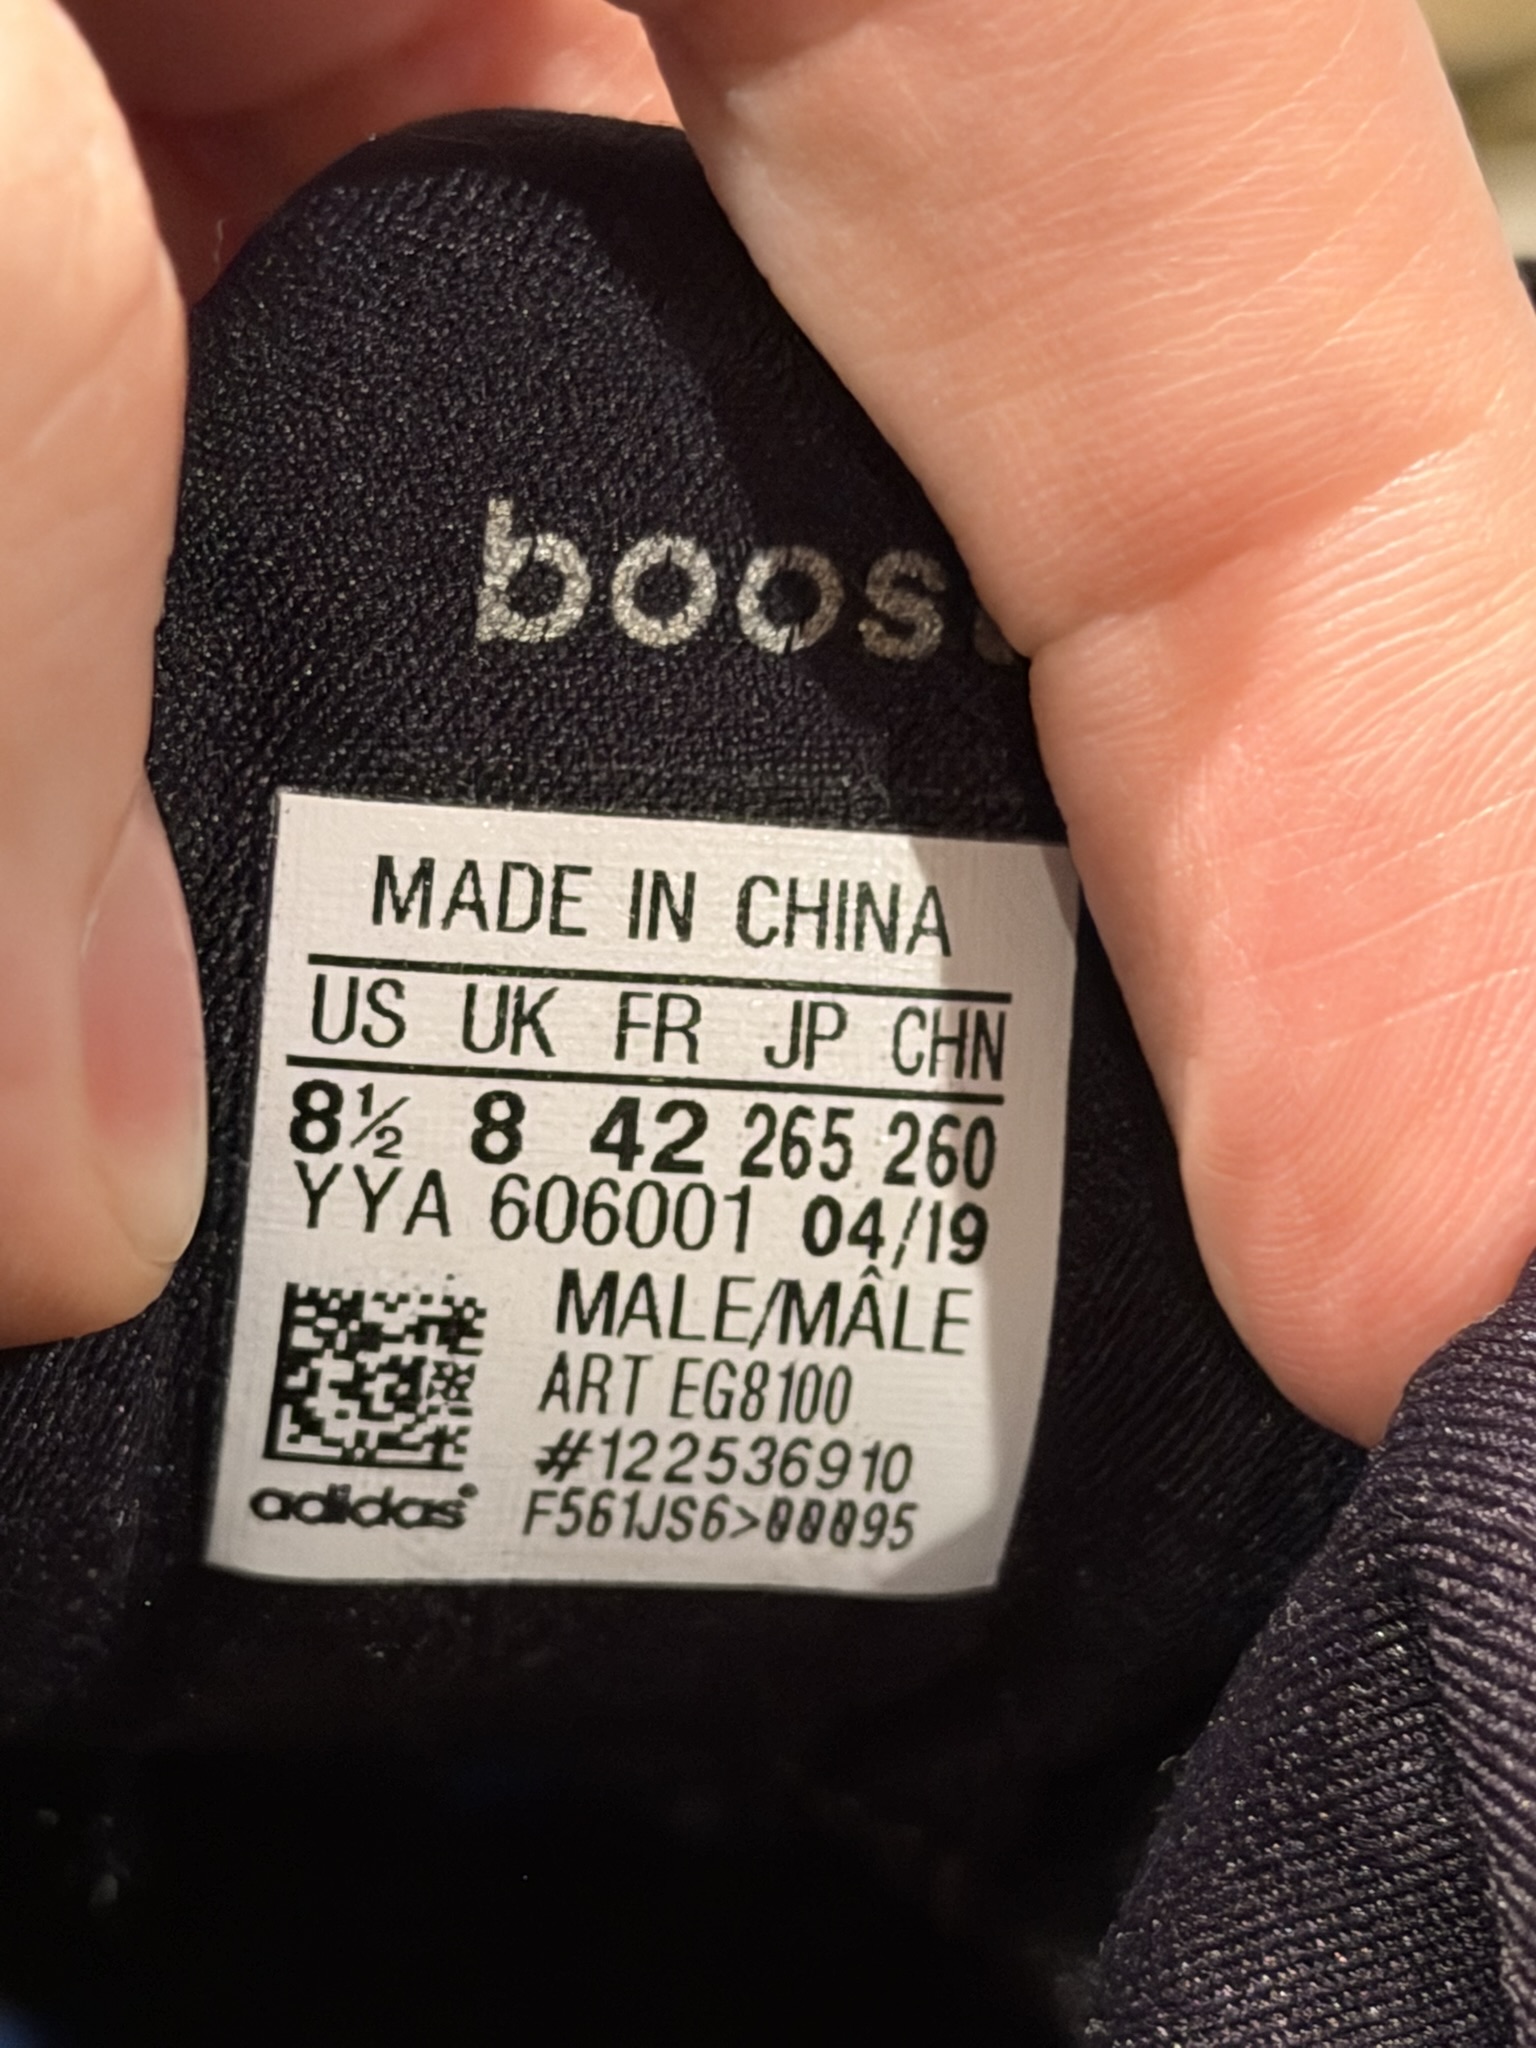 boost
MADE IN CHINA
US UK FR JP CHN
8½ 8 42 265 260
YYA 606001 04/19
MALE/MÂLE
ART EG8100
#122536910
adidas® F561JS6>00095